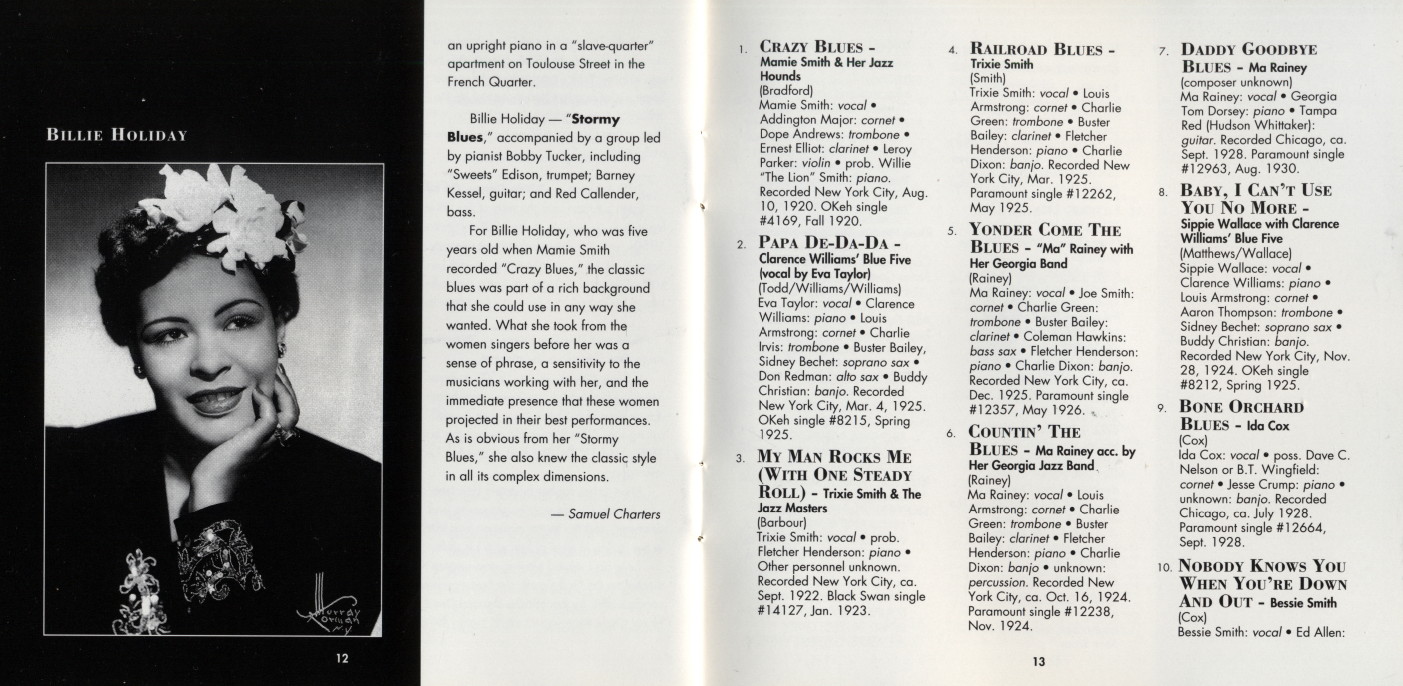 BILLIE HOLIDAY
Murray
Korman
NY
12
an upright piano in a “slave-quarter”
apartment on Toulouse Street in the
French Quarter.
Billie Holiday — “Stormy
Blues,” accompanied by a group led
by pianist Bobby Tucker, including
“Sweets” Edison, trumpet; Barney
Kessel, guitar; and Red Callender,
bass.
For Billie Holiday, who was five
years old when Mamie Smith
recorded “Crazy Blues,” the classic
blues was part of a rich background
that she could use in any way she
wanted. What she took from the
women singers before her was a
sense of phrase, a sensitivity to the
musicians working with her, and the
immediate presence that these women
projected in their best performances.
As is obvious from her “Stormy
Blues,” she also knew the classic style
in all its complex dimensions.
— Samuel Charters
1. CRAZY BLUES -
Mamie Smith & Her Jazz
Hounds
(Bradford)
Mamie Smith: vocal •
Addington Major: cornet •
Dope Andrews: trombone •
Ernest Elliot: clarinet • Leroy
Parker: violin • prob. Willie
“The Lion” Smith: piano.
Recorded New York City, Aug.
10, 1920. OKeh single
#4169, Fall 1920.
2. PAPA DE-DA-DA -
Clarence Williams’ Blue Five
(vocal by Eva Taylor)
(Todd/Williams/Williams)
Eva Taylor: vocal • Clarence
Williams: piano • Louis
Armstrong: cornet • Charlie
Irvis: trombone • Buster Bailey,
Sidney Bechet: soprano sax •
Don Redman: alto sax • Buddy
Christian: banjo. Recorded
New York City, Mar. 4, 1925.
OKeh single #8215, Spring
1925.
3. MY MAN ROCKS ME
(WITH ONE STEADY
ROLL) - Trixie Smith & The
Jazz Masters
(Barbour)
Trixie Smith: vocal • prob.
Fletcher Henderson: piano •
Other personnel unknown.
Recorded New York City, ca.
Sept. 1922. Black Swan single
#14127, Jan. 1923.
4. RAILROAD BLUES -
Trixie Smith
(Smith)
Trixie Smith: vocal • Louis
Armstrong: cornet • Charlie
Green: trombone • Buster
Bailey: clarinet • Fletcher
Henderson: piano • Charlie
Dixon: banjo. Recorded New
York City, Mar. 1925.
Paramount single #12262,
May 1925.
5. YONDER COME THE
BLUES - “Ma” Rainey with
Her Georgia Band
(Rainey)
Ma Rainey: vocal • Joe Smith:
cornet • Charlie Green:
trombone • Buster Bailey:
clarinet • Coleman Hawkins:
bass sax • Fletcher Henderson:
piano • Charlie Dixon: banjo.
Recorded New York City, ca.
Dec. 1925. Paramount single
#12357, May 1926.
6. COUNTIN’ THE
BLUES - Ma Rainey acc. by
Her Georgia Jazz Band
(Rainey)
Ma Rainey: vocal • Louis
Armstrong: cornet • Charlie
Green: trombone • Buster
Bailey: clarinet • Fletcher
Henderson: piano • Charlie
Dixon: banjo • unknown:
percussion. Recorded New
York City, ca. Oct. 16, 1924.
Paramount single #12238,
Nov. 1924.
7. DADDY GOODBYE
BLUES - Ma Rainey
(composer unknown)
Ma Rainey: vocal • Georgia
Tom Dorsey: piano • Tampa
Red (Hudson Whittaker):
guitar. Recorded Chicago, ca.
Sept. 1928. Paramount single
#12963, Aug. 1930.
8. BABY, I CAN’T USE
YOU NO MORE -
Sippie Wallace with Clarence
Williams’ Blue Five
(Matthews/Wallace)
Sippie Wallace: vocal •
Clarence Williams: piano •
Louis Armstrong: cornet •
Aaron Thompson: trombone •
Sidney Bechet: soprano sax •
Buddy Christian: banjo.
Recorded New York City, Nov.
28, 1924. OKeh single
#8212, Spring 1925.
9. BONE ORCHARD
BLUES - Ida Cox
(Cox)
Ida Cox: vocal • poss. Dave C.
Nelson or B.T. Wingfield:
cornet • Jesse Crump: piano •
unknown: banjo. Recorded
Chicago, ca. July 1928.
Paramount single #12664,
Sept. 1928.
10. NOBODY KNOWS YOU
WHEN YOU’RE DOWN
AND OUT - Bessie Smith
(Cox)
Bessie Smith: vocal • Ed Allen:
13